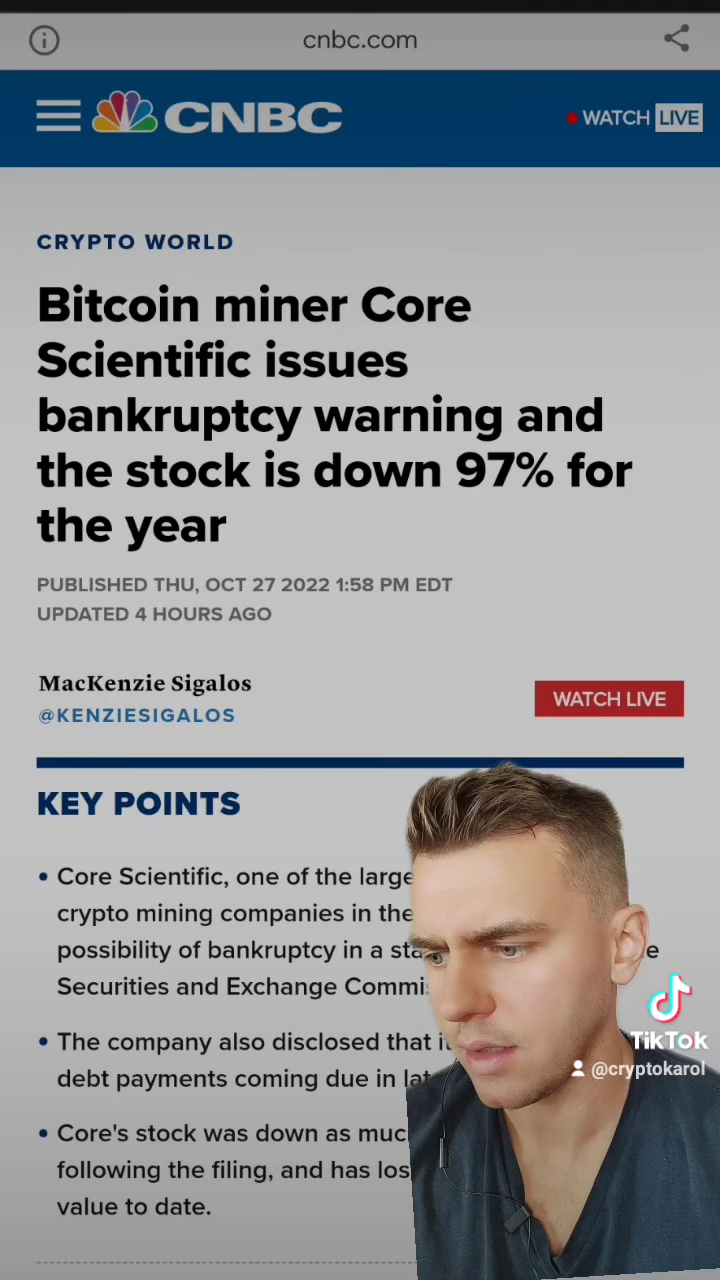 cnbc.com
CNBC
WATCH LIVE
CRYPTO WORLD
Bitcoin miner Core
Scientific issues
bankruptcy warning and
the stock is down 97% for
the year
PUBLISHED THU, OCT 27 2022 1:58 PM EDT
UPDATED 4 HOURS AGO
MacKenzie Sigalos
@KENZIESIGALOS
WATCH LIVE
KEY POINTS
• Core Scientific, one of the large
crypto mining companies in the
possibility of bankruptcy in a sta e
Securities and Exchange Commi
• The company also disclosed that i
debt payments coming due in lat
• Core's stock was down as muc
following the filing, and has los
value to date.
TikTok
@cryptokarol